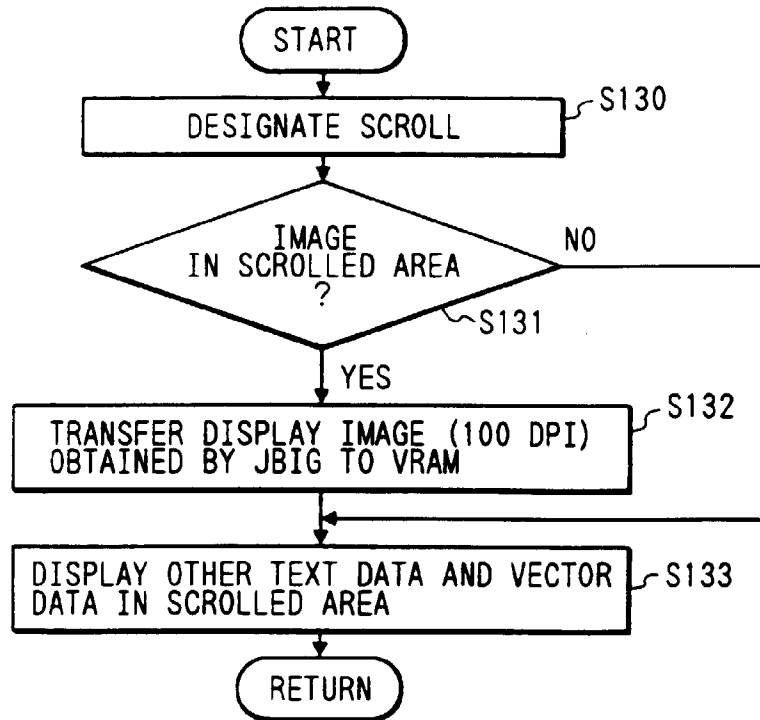 START
DESIGNATE SCROLL
S130
IMAGE
IN SCROLLED AREA
?
NO
S131
YES
TRANSFER DISPLAY IMAGE (100 DPI)
OBTAINED BY JBIG TO VRAM
S132
DISPLAY OTHER TEXT DATA AND VECTOR
DATA IN SCROLLED AREA
S133
RETURN